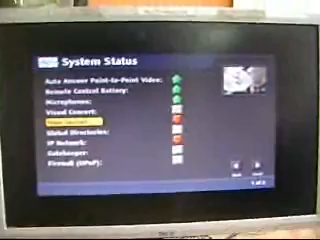 System Status
Auto Answer Point-to-Point Video:
Remote Control Battery:
Microphones:
Visual Concert:
Global Directories:
IP Network:
Gatekeeper:
Firewall (UPnP):